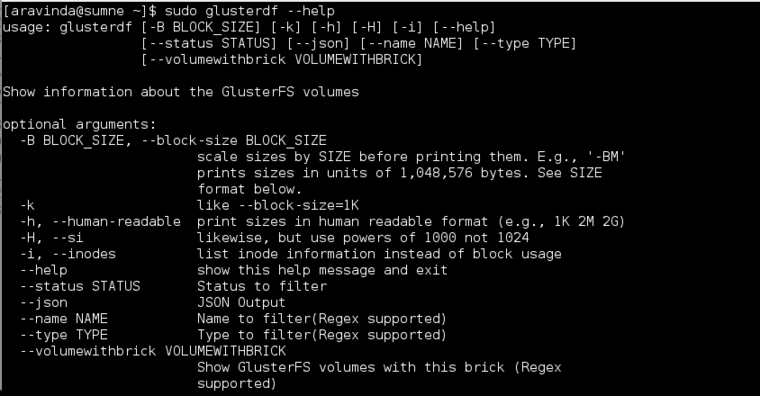 [aravinda@sumne ~]$ sudo glusterdf --help
usage: glusterdf [-B BLOCK_SIZE] [-k] [-h] [-H] [-i] [--help]
                 [--status STATUS] [--json] [--name NAME] [--type TYPE]
                 [--volumewithbrick VOLUMEWITHBRICK]

Show information about the GlusterFS volumes

optional arguments:
  -B BLOCK_SIZE, --block-size BLOCK_SIZE
                        scale sizes by SIZE before printing them. E.g., '-BM'
                        prints sizes in units of 1,048,576 bytes. See SIZE
                        format below.
  -k                    like --block-size=1K
  -h, --human-readable  print sizes in human readable format (e.g., 1K 2M 2G)
  -H, --si              likewise, but use powers of 1000 not 1024
  -i, --inodes          list inode information instead of block usage
  --help                show this help message and exit
  --status STATUS       Status to filter
  --json                JSON Output
  --name NAME           Name to filter(Regex supported)
  --type TYPE           Type to filter(Regex supported)
  --volumewithbrick VOLUMEWITHBRICK
                        Show GlusterFS volumes with this brick (Regex
                        supported)